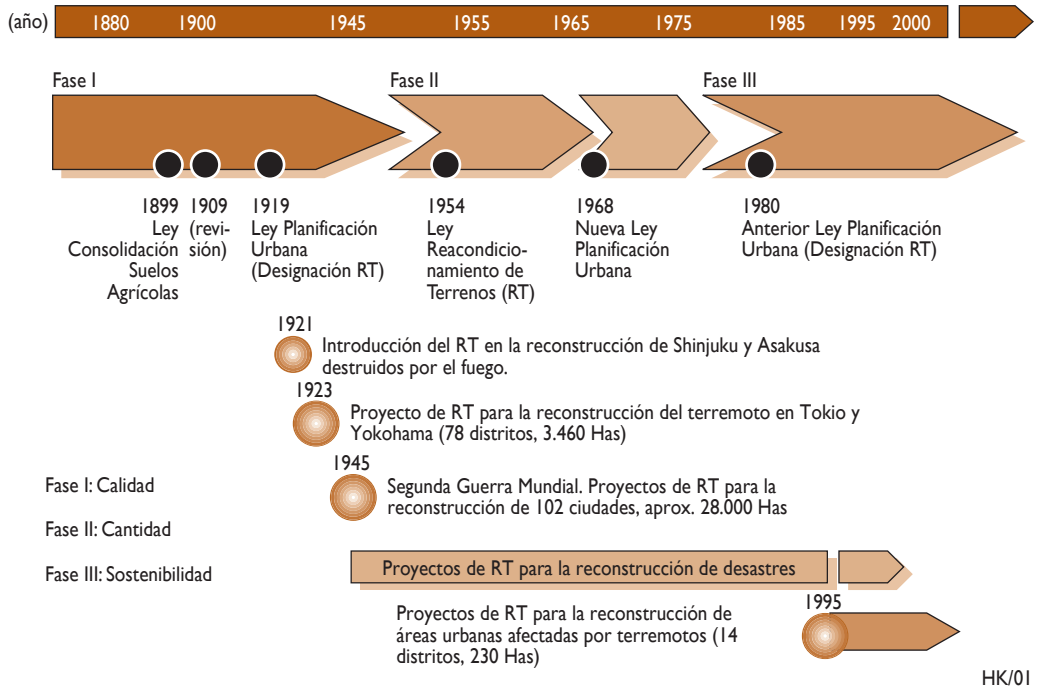 (año) 1880 1900 1945 1955 1965 1975 1985 1995 2000
Fase I
Fase II
Fase III
1899
Ley
Consolidación
Suelos
Agrícolas
1909
(revi-
sión)
1919
Ley Planificación
Urbana
(Designación RT)
1954
Ley
Reacondicio-
namiento de
Terrenos (RT)
1968
Nueva Ley
Planificación
Urbana
1980
Anterior Ley Planificación
Urbana (Designación RT)
1921
Introducción del RT en la reconstrucción de Shinjuku y Asakusa
destruidos por el fuego.
1923
Proyecto de RT para la reconstrucción del terremoto en Tokio y
Yokohama (78 distritos, 3.460 Has)
1945
Segunda Guerra Mundial. Proyectos de RT para la
reconstrucción de 102 ciudades, aprox. 28.000 Has
Fase I: Calidad
Fase II: Cantidad
Fase III: Sostenibilidad
Proyectos de RT para la reconstrucción de desastres
1995
Proyectos de RT para la reconstrucción de
áreas urbanas afectadas por terremotos (14
distritos, 230 Has)
HK/01